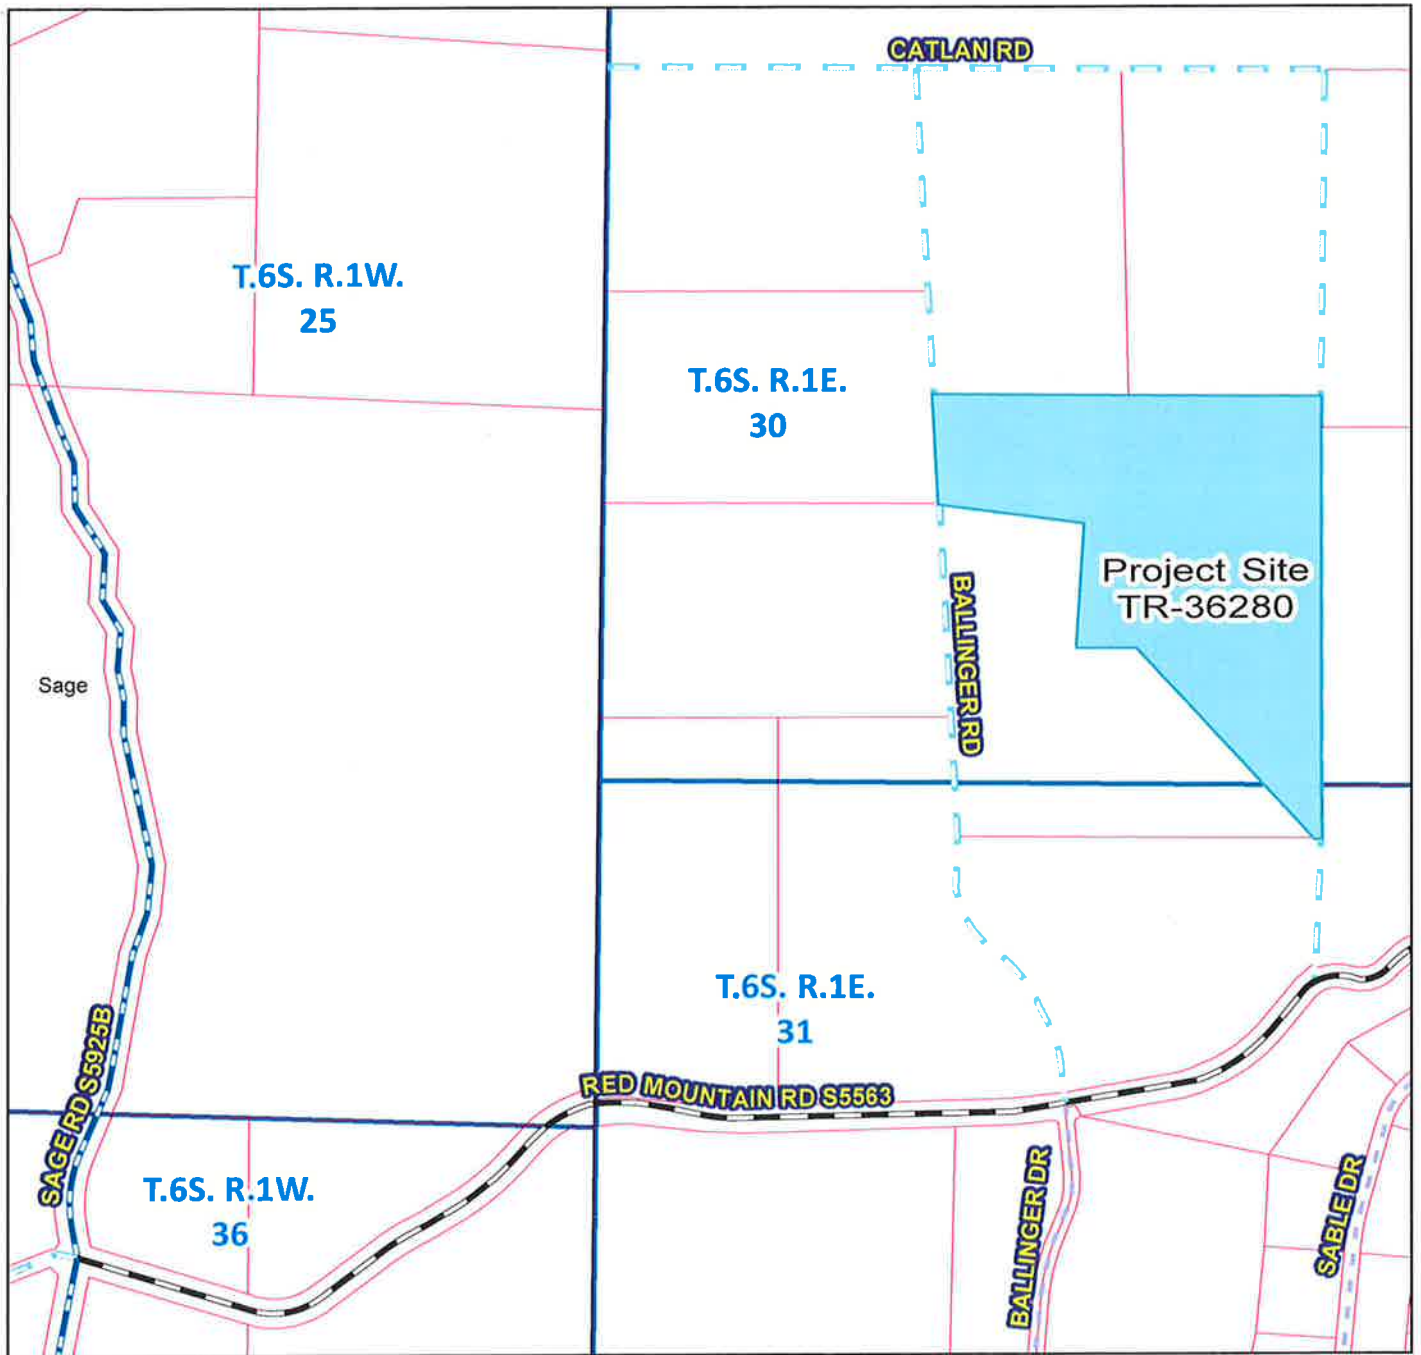 CATLAN RD
T.6S. R.1W.
25
T.6S. R.1E.
30
Project Site
TR-36280
BALLINGER RD
Sage
T.6S. R.1E.
31
SAGE RD S5925B
RED MOUNTAIN RD S5563
T.6S. R.1W.
36
BALLINGER DR
SABLE DR